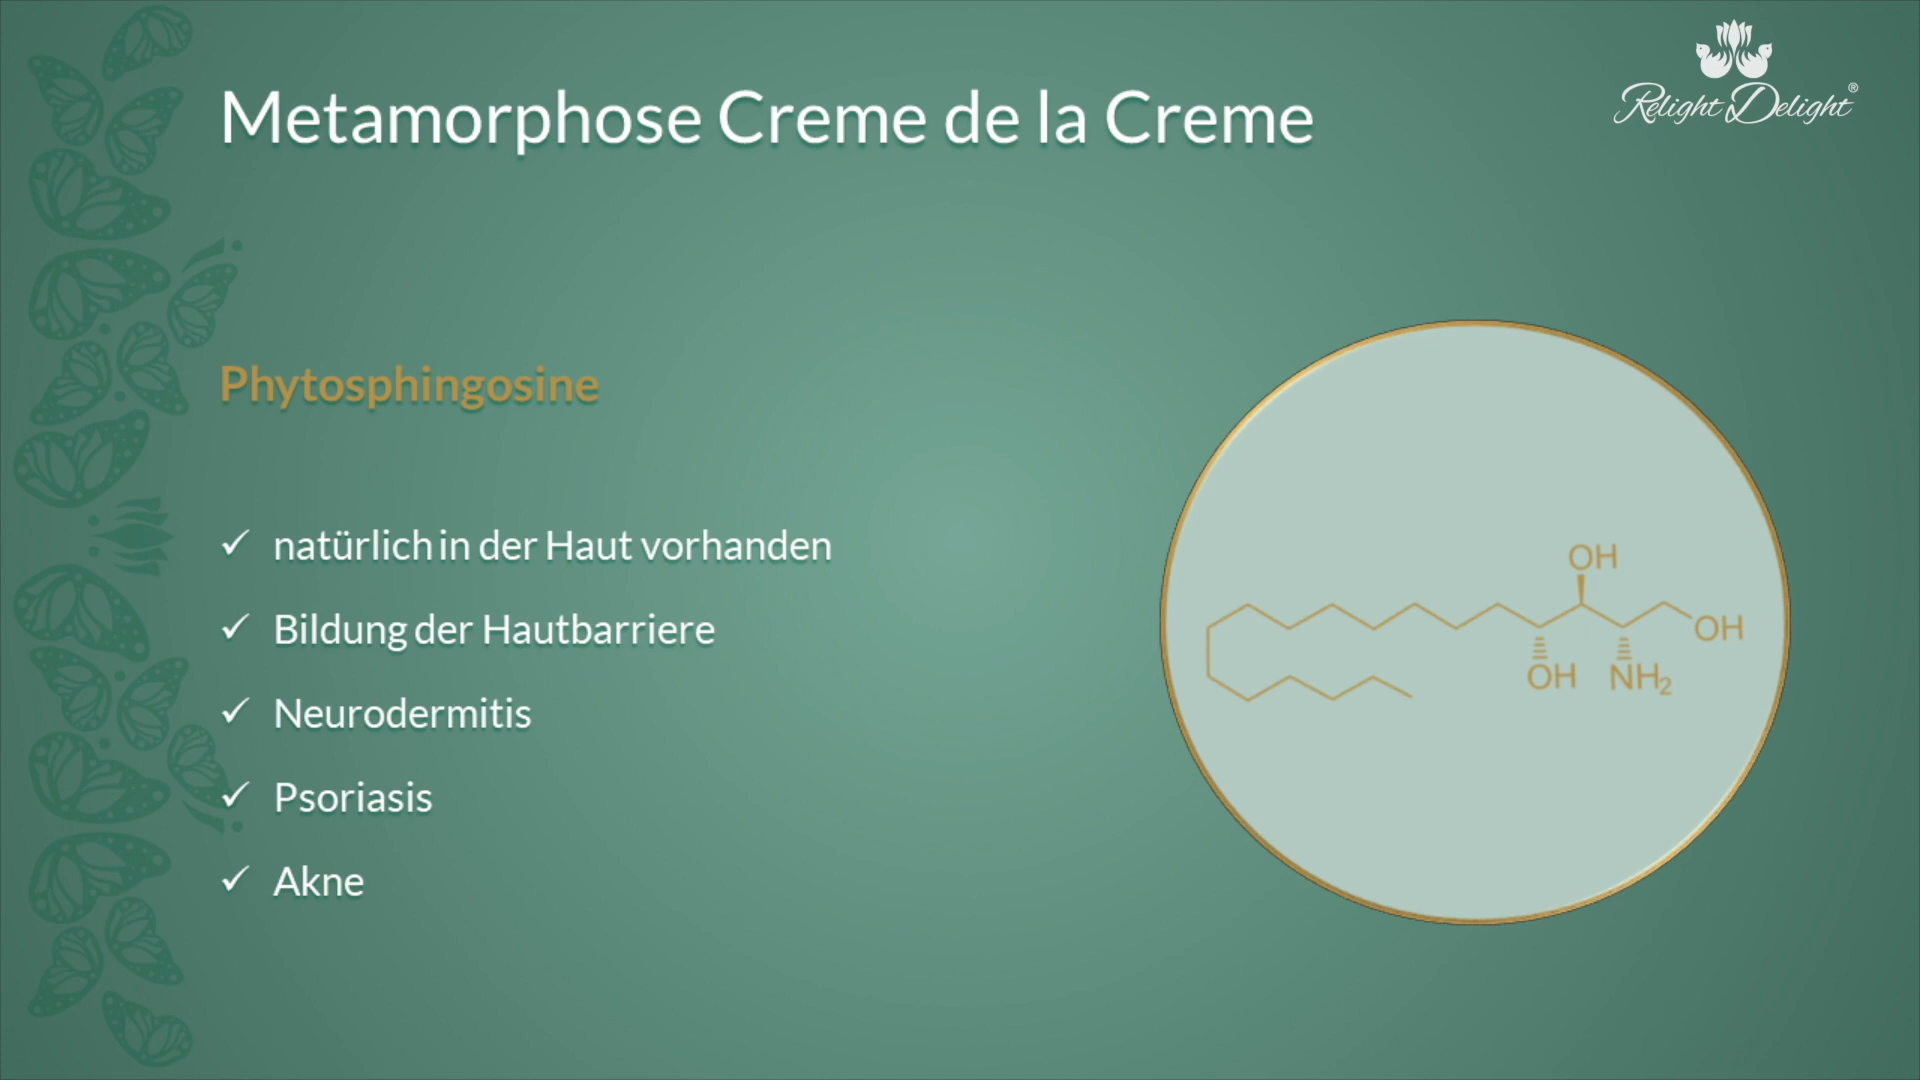 Metamorphose Creme de la Creme
Relight Delight®
Phytosphingosine
✓ natürlich in der Haut vorhanden
✓ Bildung der Hautbarriere
✓ Neurodermitis
✓ Psoriasis
✓ Akne
OH
OH
OH NH₂